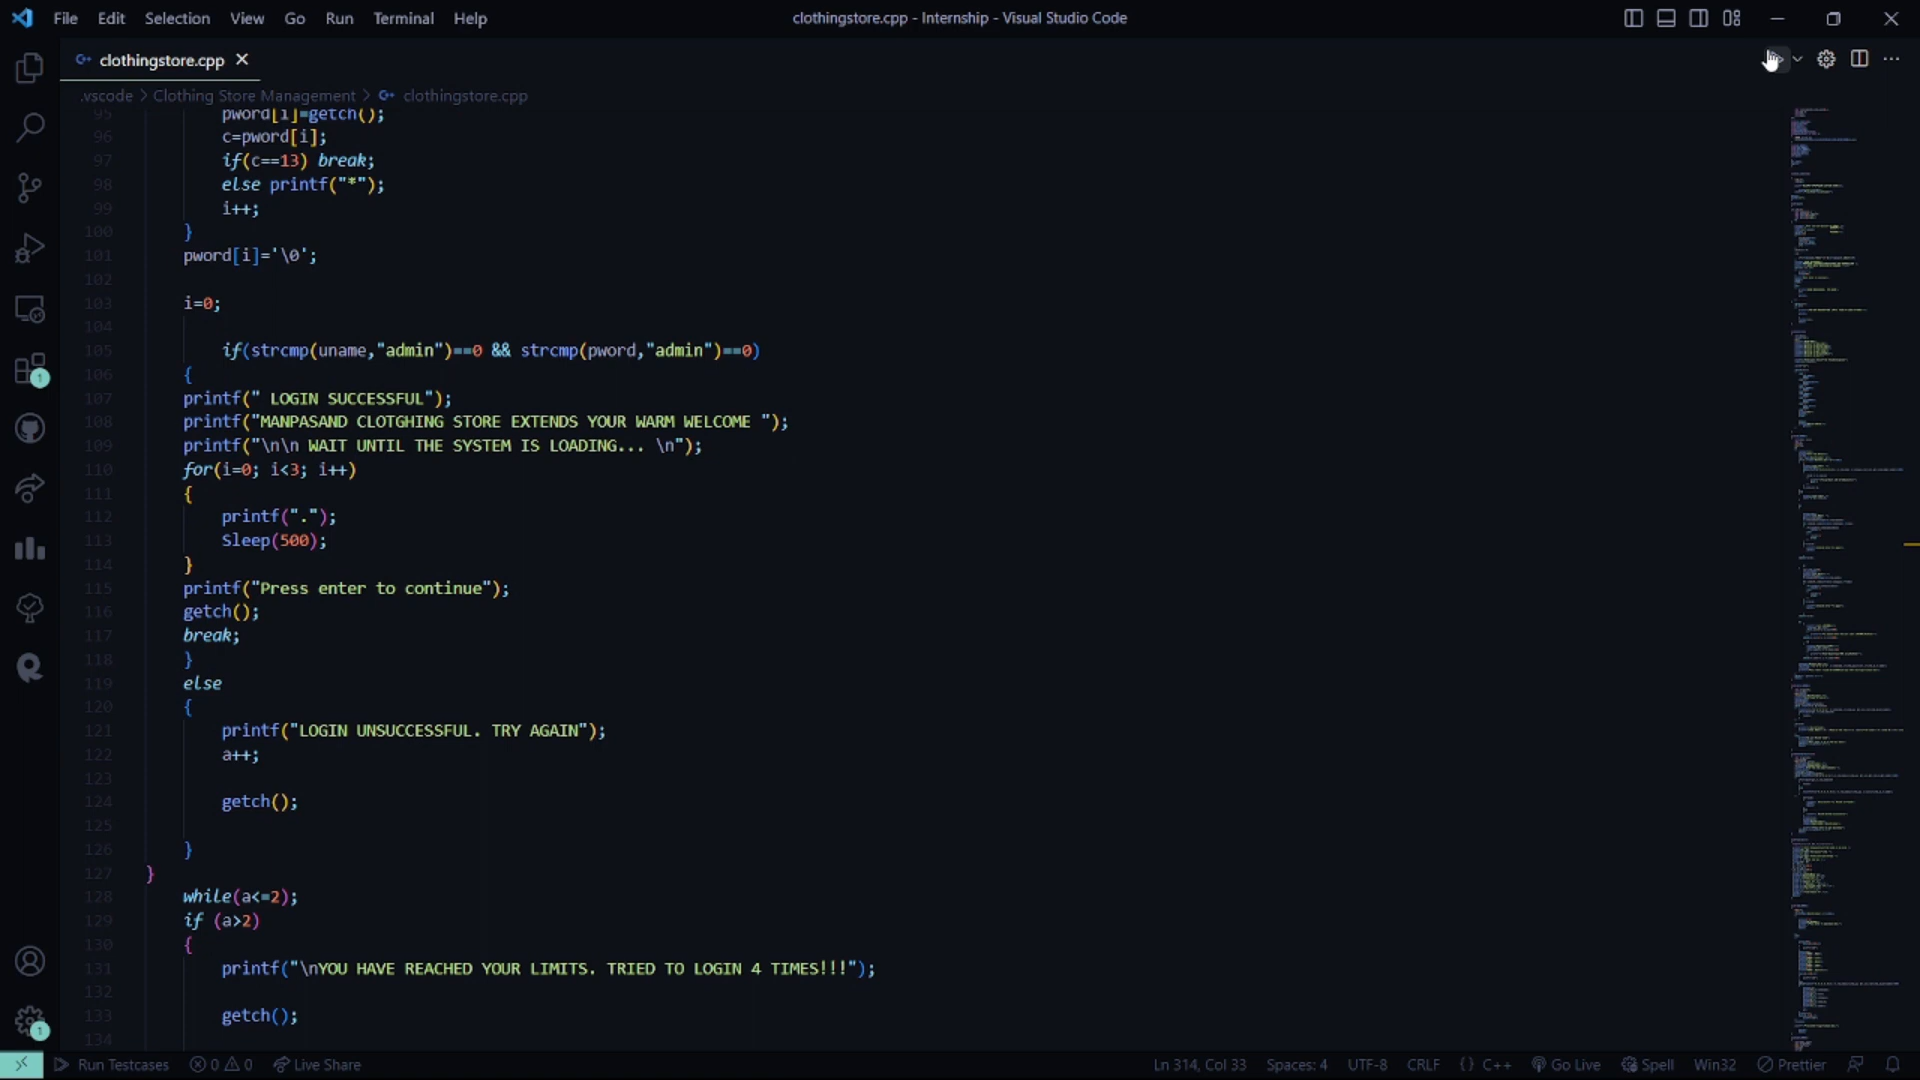 File Edit Selection View Go Run Terminal Help
clothingstore.cpp - Internship - Visual Studio Code
clothingstore.cpp
.vscode > Clothing Store Management > clothingstore.cpp
95 pword[i]=getch();
96 c=pword[i];
97 if(c==13) break;
98 else printf("*");
99 i++;
100 }
101 pword[i]='\0';
102
103 i=0;
104
105 if(strcmp(uname,"admin")==0 && strcmp(pword,"admin")==0)
106 {
107 printf(" LOGIN SUCCESSFUL");
108 printf("MANPASAND CLOTGHING STORE EXTENDS YOUR WARM WELCOME ");
109 printf("\n\n WAIT UNTIL THE SYSTEM IS LOADING... \n");
110 for(i=0; i<3; i++)
111 {
112 printf(".");
113 Sleep(500);
114 }
115 printf("Press enter to continue");
116 getch();
117 break;
118 }
119 else
120 {
121 printf("LOGIN UNSUCCESSFUL. TRY AGAIN");
122 a++;
123
124 getch();
125
126 }
127 }
128 while(a<=2);
129 if (a>2)
130 {
131 printf("\nYOU HAVE REACHED YOUR LIMITS. TRIED TO LOGIN 4 TIMES!!!");
132
133 getch();
134
1
1
Run Testcases 0 0 Live Share Ln 314, Col 33 Spaces: 4 UTF-8 CRLF {} C++ Go Live Spell Win32 Prettier